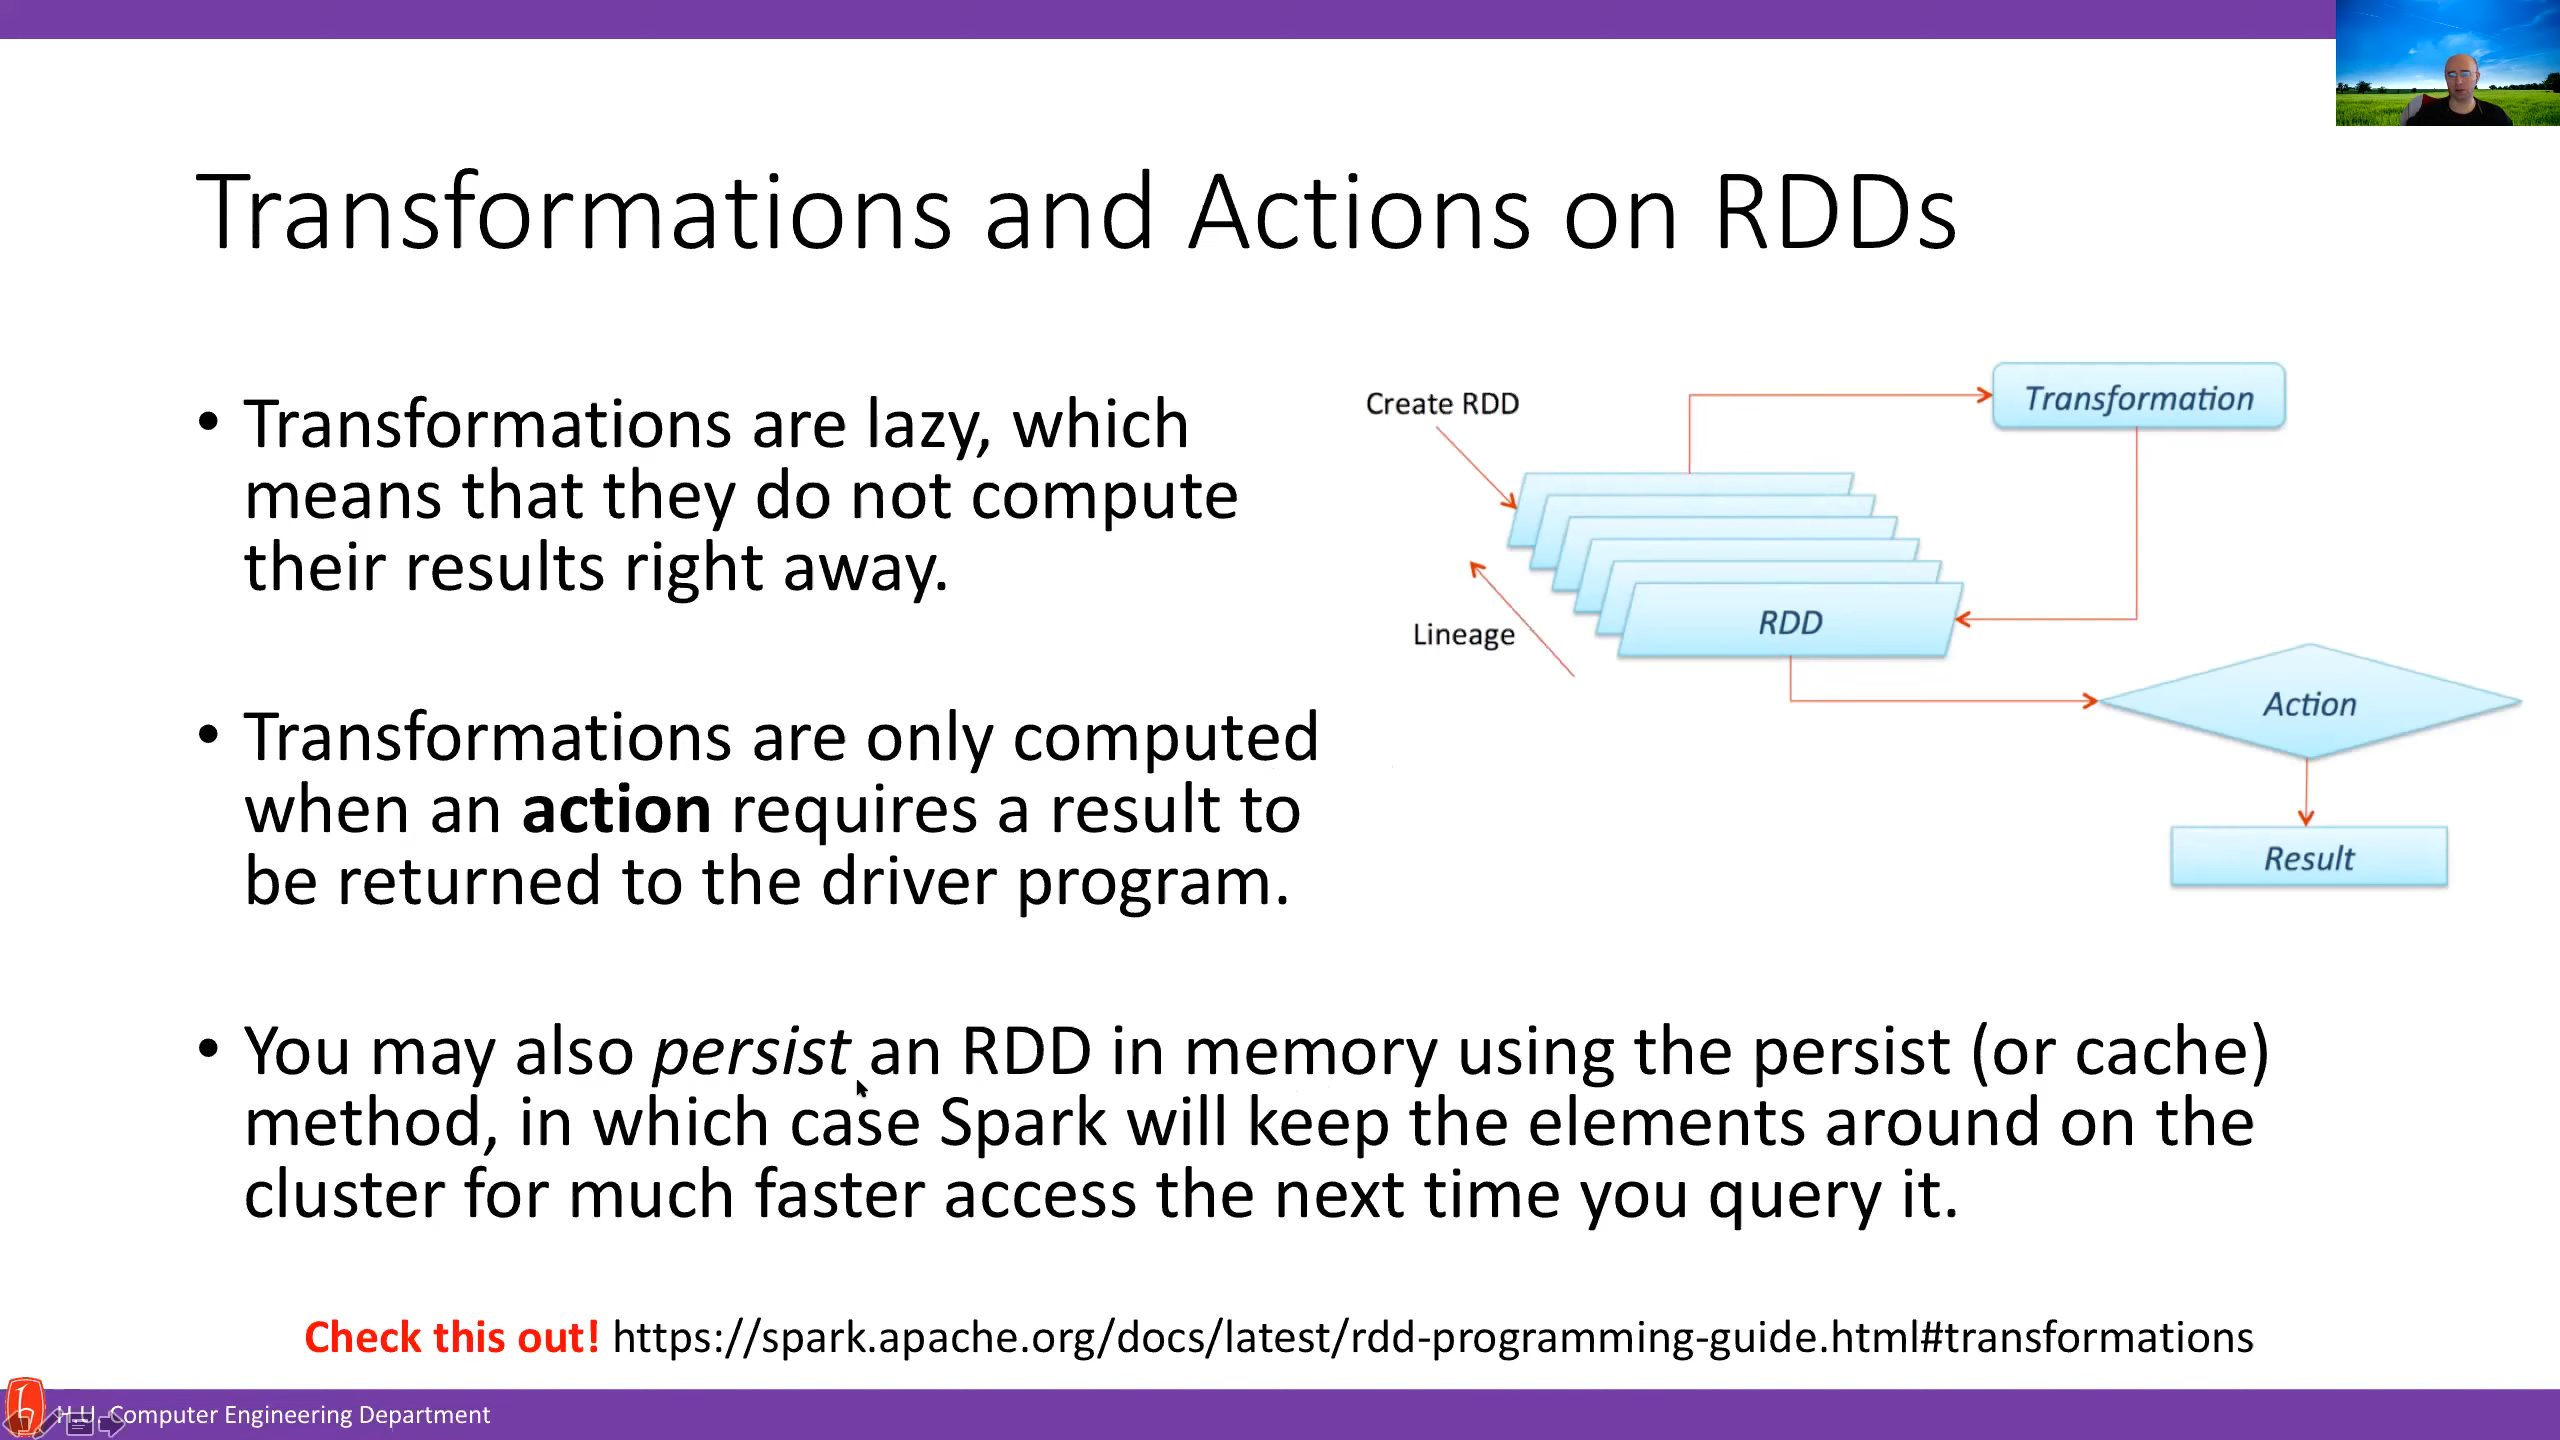 Transformations and Actions on RDDs
• Transformations are lazy, which
means that they do not compute
their results right away.
• Transformations are only computed
when an action requires a result to
be returned to the driver program.
• You may also persist an RDD in memory using the persist (or cache)
method, in which case Spark will keep the elements around on the
cluster for much faster access the next time you query it.
Create RDD
Transformation
RDD
Lineage
Action
Result
Check this out! https://spark.apache.org/docs/latest/rdd-programming-guide.html#transformations
H.U. Computer Engineering Department